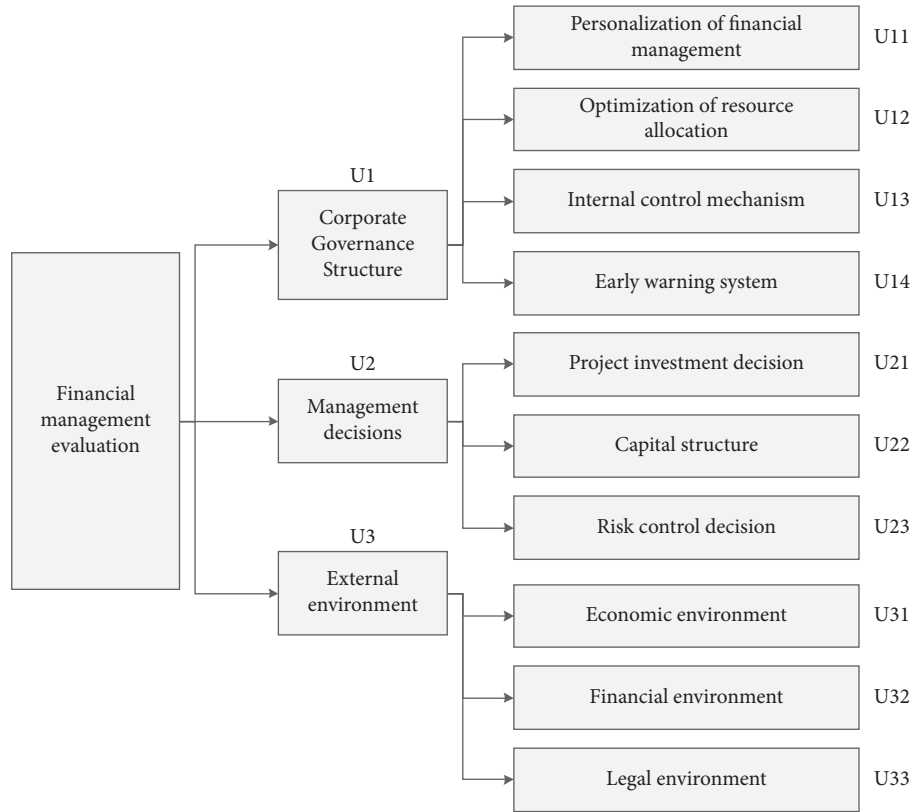 Financial
management
evaluation
U1
Corporate
Governance
Structure
U2
Management
decisions
U3
External
environment
Personalization of financial
management
U11
Optimization of resource
allocation
U12
Internal control mechanism
U13
Early warning system
U14
Project investment decision
U21
Capital structure
U22
Risk control decision
U23
Economic environment
U31
Financial environment
U32
Legal environment
U33